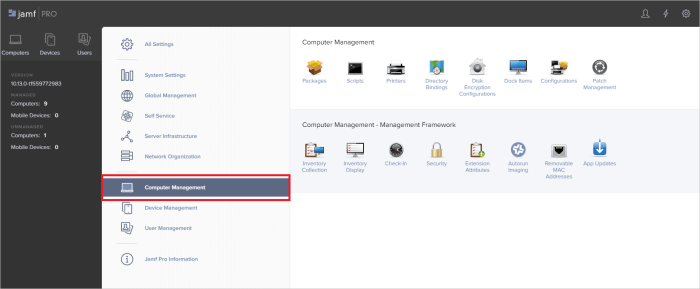 jamf | PRO
Computers Devices Users
VERSION
10.13.0-t1559772983
MANAGED
Computers: 9
Mobile Devices: 0
UNMANAGED
Computers: 1
Mobile Devices: 0
All Settings
System Settings
Global Management
Self Service
Server Infrastructure
Network Organization
Computer Management
Device Management
User Management
Jamf Pro Information
Computer Management
Packages
Scripts
Printers
Directory
Bindings
Disk
Encryption
Configurations
Dock Items
Configurations
Patch
Management
Computer Management - Management Framework
Inventory
Collection
Inventory
Display
Check-In
Security
Extension
Attributes
Autorun
Imaging
Removable
MAC
Addresses
App Updates